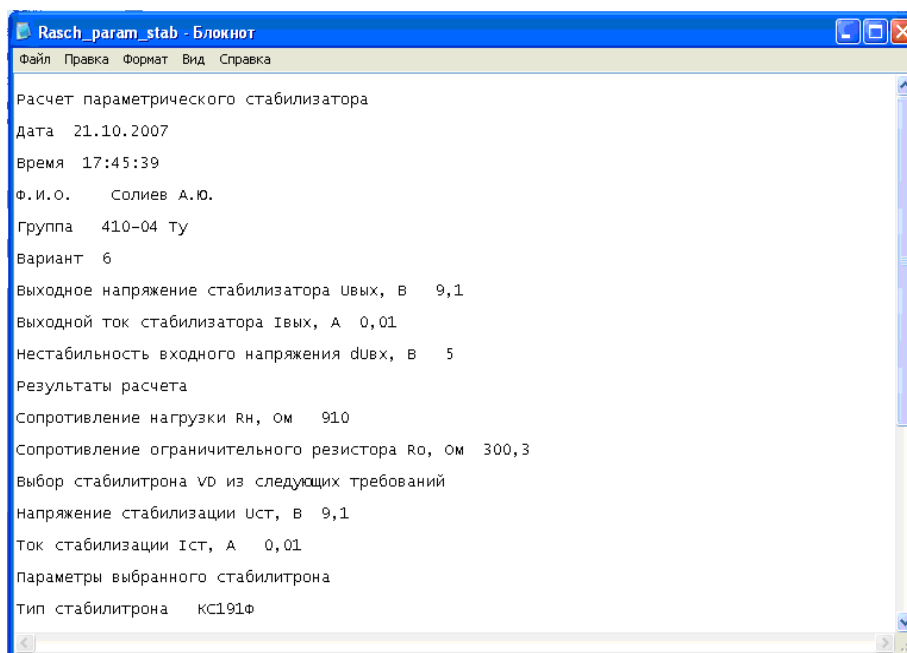 Rasch_param_stab - Блокнот
Файл Правка Формат Вид Справка
Расчет параметрического стабилизатора
Дата 21.10.2007
Время 17:45:39
Ф.И.О. Солиев А.Ю.
Группа 410-04 Ту
Вариант 6
Выходное напряжение стабилизатора Uвых, В 9,1
Выходной ток стабилизатора Iвых, А 0,01
Нестабильность входного напряжения dUвх, В 5
Результаты расчета
Сопротивление нагрузки Rн, Ом 910
Сопротивление ограничительного резистора Ro, Ом 300,3
Выбор стабилитрона VD из следующих требований
Напряжение стабилизации Uст, В 9,1
Ток стабилизации Iст, А 0,01
Параметры выбранного стабилитрона
Тип стабилитрона КС191Ф